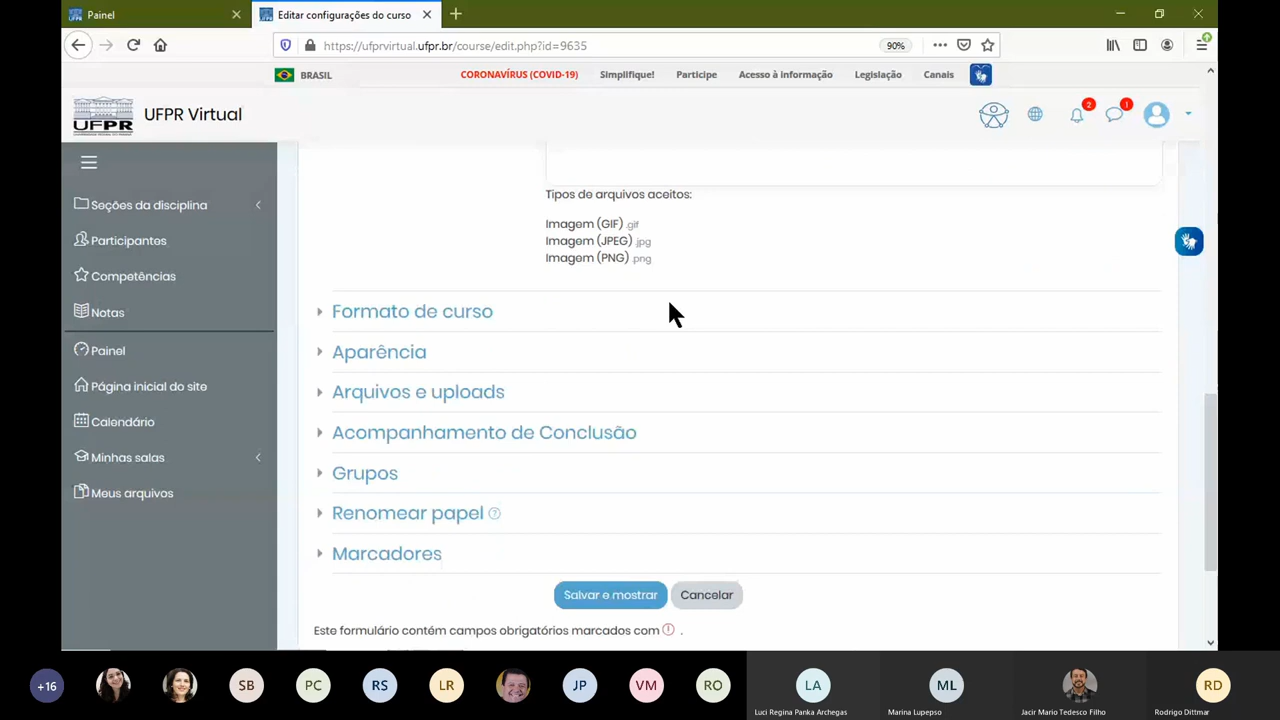 Painel
Editar configurações do curso
https://ufprvirtual.ufpr.br/course/edit.php?id=9635
90%
BRASIL
CORONAVÍRUS (COVID-19)
Simplifique!
Participe
Acesso à informação
Legislação
Canais
UFPR
UFPR Virtual
2
1
Seções da disciplina
Participantes
Competências
Notas
Painel
Página inicial do site
Calendário
Minhas salas
Meus arquivos
Tipos de arquivos aceitos:
Imagem (GIF) .gif
Imagem (JPEG) .jpg
Imagem (PNG) .png
Formato de curso
Aparência
Arquivos e uploads
Acompanhamento de Conclusão
Grupos
Renomear papel
Marcadores
Salvar e mostrar
Cancelar
Este formulário contém campos obrigatórios marcados com .
+16
SB
PC
RS
LR
JP
VM
RO
LA
ML
RD
Luci Regina Panka Archegas
Marina Lupepso
Jacir Mario Tedesco Filho
Rodrigo Dittmar